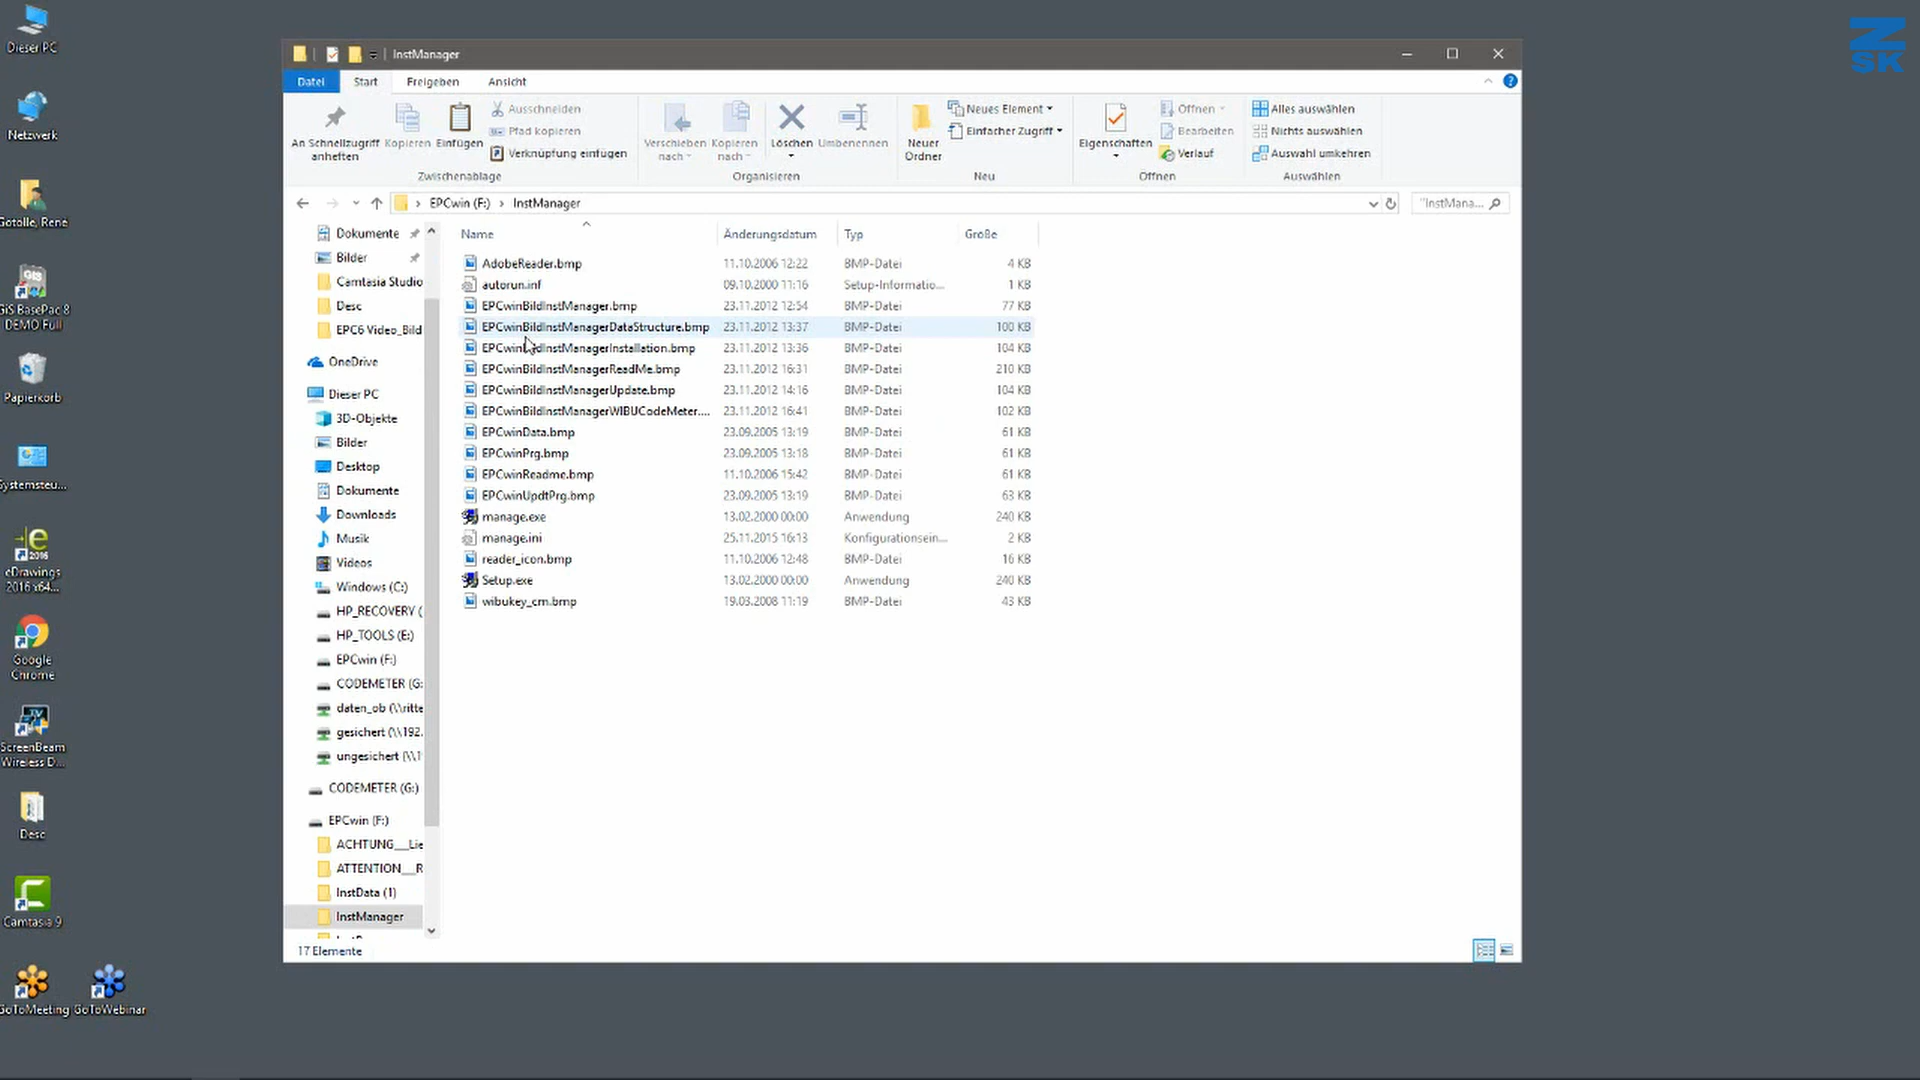 Dieser PC
Netzwerk
Gotolle, René
GiS BasePac 8
DEMO Full
Papierkorb
Systemsteu...
eDrawings
2016 x64...
Google
Chrome
ScreenBeam
Wireless D...
Desc
Camtasia 9
GoToMeeting
GoToWebinar
Z
SK
InstManager
Datei
Start
Freigeben
Ansicht
An Schnellzugriff
anheften
Kopieren
Einfügen
Ausschneiden
Pfad kopieren
Verknüpfung einfügen
Zwischenablage
Verschieben
nach
Kopieren
nach
Löschen
Umbenennen
Organisieren
Neuer
Ordner
Neues Element
Einfacher Zugriff
Neu
Eigenschaften
Öffnen
Bearbeiten
Verlauf
Öffnen
Alles auswählen
Nichts auswählen
Auswahl umkehren
Auswählen
EPCwin (F:) › InstManager
"InstMana...
Dokumente
Bilder
Camtasia Studio
Desc
EPC6 Video_Bild
OneDrive
Dieser PC
3D-Objekte
Bilder
Desktop
Dokumente
Downloads
Musik
Videos
Windows (C:)
HP_RECOVERY (
HP_TOOLS (E:)
EPCwin (F:)
CODEMETER (G:
daten_ob (\\ritte
gesichert (\\192.
ungesichert (\\1
CODEMETER (G:)
EPCwin (F:)
ACHTUNG__Lie
ATTENTION__R
InstData (1)
InstManager
Name Änderungsdatum Typ Größe
AdobeReader.bmp 11.10.2006 12:22 BMP-Datei 4 KB
autorun.inf 09.10.2000 11:16 Setup-Informatio... 1 KB
EPCwinBildInstManager.bmp 23.11.2012 12:54 BMP-Datei 77 KB
EPCwinBildInstManagerDataStructure.bmp 23.11.2012 13:37 BMP-Datei 100 KB
EPCwinBildInstManagerInstallation.bmp 23.11.2012 13:36 BMP-Datei 104 KB
EPCwinBildInstManagerReadMe.bmp 23.11.2012 16:31 BMP-Datei 210 KB
EPCwinBildInstManagerUpdate.bmp 23.11.2012 14:16 BMP-Datei 104 KB
EPCwinBildInstManagerWIBUCodeMeter.... 23.11.2012 16:41 BMP-Datei 102 KB
EPCwinData.bmp 23.09.2005 13:19 BMP-Datei 61 KB
EPCwinPrg.bmp 23.09.2005 13:18 BMP-Datei 61 KB
EPCwinReadme.bmp 11.10.2006 15:42 BMP-Datei 61 KB
EPCwinUpdtPrg.bmp 23.09.2005 13:19 BMP-Datei 63 KB
manage.exe 13.02.2000 00:00 Anwendung 240 KB
manage.ini 25.11.2015 16:13 Konfigurationsein... 2 KB
reader_icon.bmp 11.10.2006 12:48 BMP-Datei 16 KB
Setup.exe 13.02.2000 00:00 Anwendung 240 KB
wibukey_cm.bmp 19.03.2008 11:19 BMP-Datei 43 KB
17 Elemente